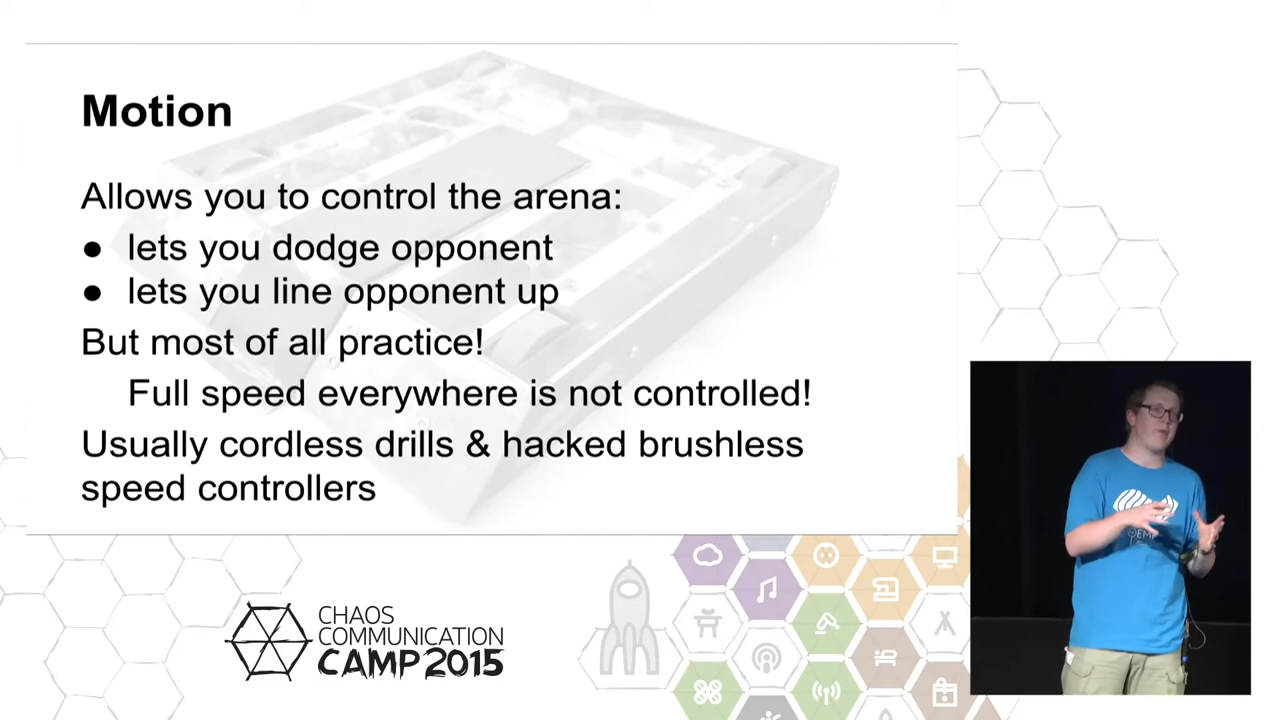 Motion
Allows you to control the arena:
● lets you dodge opponent
● lets you line opponent up
But most of all practice!
Full speed everywhere is not controlled!
Usually cordless drills & hacked brushless
speed controllers
CHAOS
COMMUNICATION
CAMP 2015